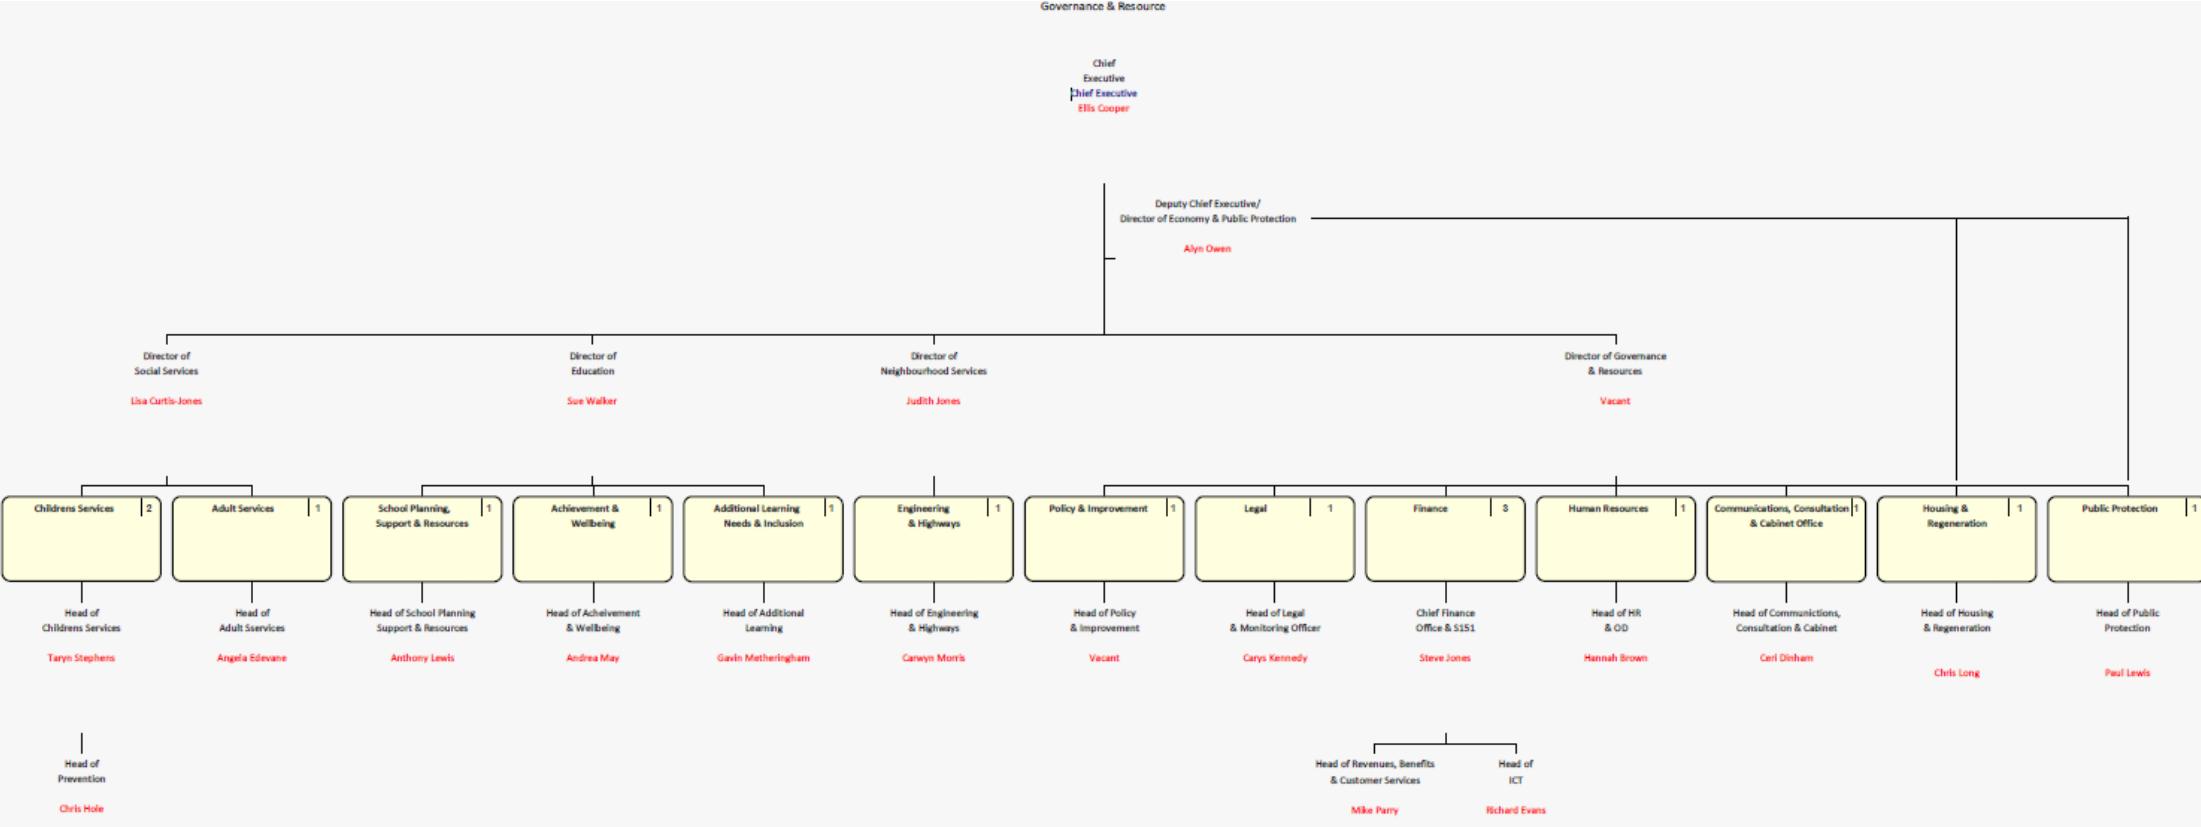 Governance & Resource
Chief
Executive
Chief Executive
Ellis Cooper
Deputy Chief Executive/
Director of Economy & Public Protection
Alyn Owen
Director of
Social Services
Lisa Curtis-Jones
Director of
Education
Sue Walker
Director of
Neighbourhood Services
Judith Jones
Director of Governance
& Resources
Vacant
Childrens Services 2
Adult Services 1
School Planning, 1
Support & Resources
Achievement & 1
Wellbeing
Additional Learning 1
Needs & Inclusion
Engineering 1
& Highways
Policy & Improvement 1
Legal 1
Finance 3
Human Resources 1
Communications, Consultation 1
& Cabinet Office
Housing & 1
Regeneration
Public Protection 1
Head of
Childrens Services
Taryn Stephens
Head of
Adult Sservices
Angela Edevane
Head of School Planning
Support & Resources
Anthony Lewis
Head of Acheivement
& Wellbeing
Andrea May
Head of Additional
Learning
Gavin Metheringham
Head of Engineering
& Highways
Carwyn Morris
Head of Policy
& Improvement
Vacant
Head of Legal
& Monitoring Officer
Carys Kennedy
Chief Finance
Office & S151
Steve Jones
Head of HR
& OD
Hannah Brown
Head of Communictions,
Consultation & Cabinet
Ceri Dinham
Head of Housing
& Regeneration
Chris Long
Head of Public
Protection
Paul Lewis
Head of
Prevention
Chris Hole
Head of Revenues, Benefits
& Customer Services
Mike Parry
Head of
ICT
Richard Evans